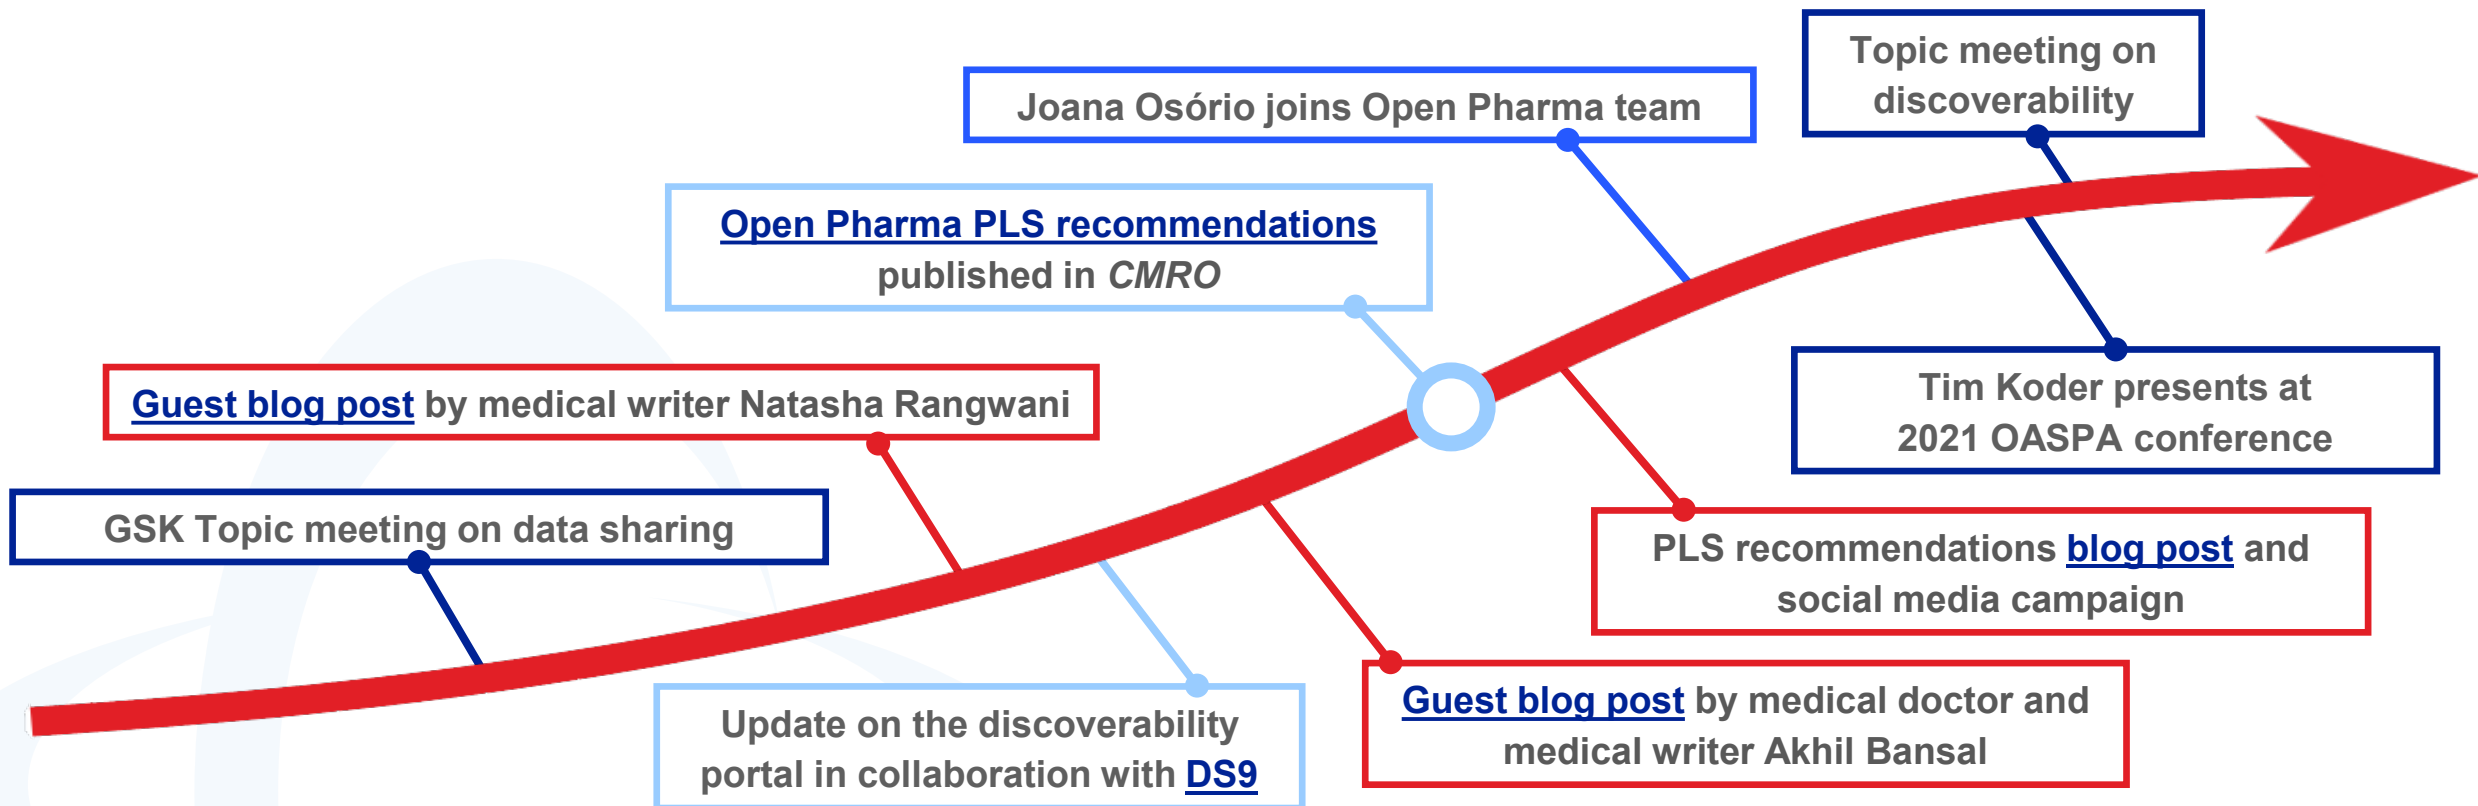 Topic meeting on
discoverability
Joana Osório joins Open Pharma team
Open Pharma PLS recommendations
published in CMRO
Guest blog post by medical writer Natasha Rangwani
Tim Koder presents at
2021 OASPA conference
GSK Topic meeting on data sharing
PLS recommendations blog post and
social media campaign
Guest blog post by medical doctor and
medical writer Akhil Bansal
Update on the discoverability
portal in collaboration with DS9